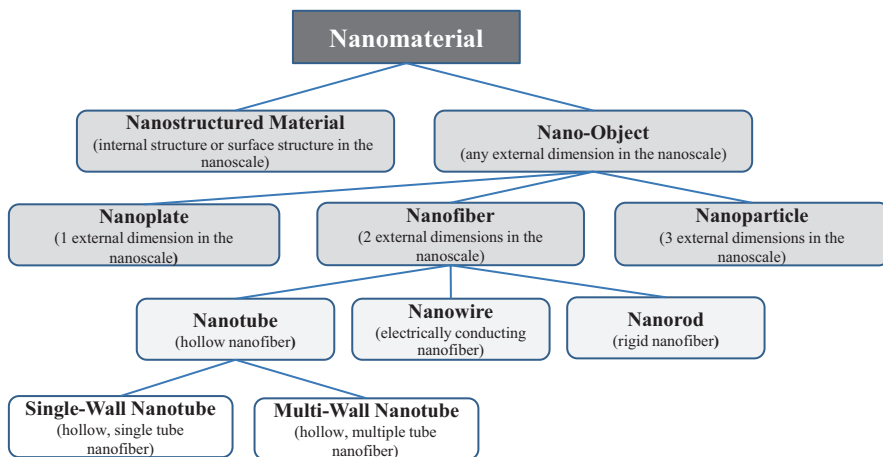 Nanomaterial
Nanostructured Material
(internal structure or surface structure in the
nanoscale)
Nano-Object
(any external dimension in the nanoscale)
Nanoplate
(1 external dimension in the
nanoscale)
Nanofiber
(2 external dimensions in the
nanoscale)
Nanoparticle
(3 external dimensions in the
nanoscale)
Nanotube
(hollow nanofiber)
Nanowire
(electrically conducting
nanofiber)
Nanorod
(rigid nanofiber)
Single-Wall Nanotube
(hollow, single tube
nanofiber)
Multi-Wall Nanotube
(hollow, multiple tube
nanofiber)